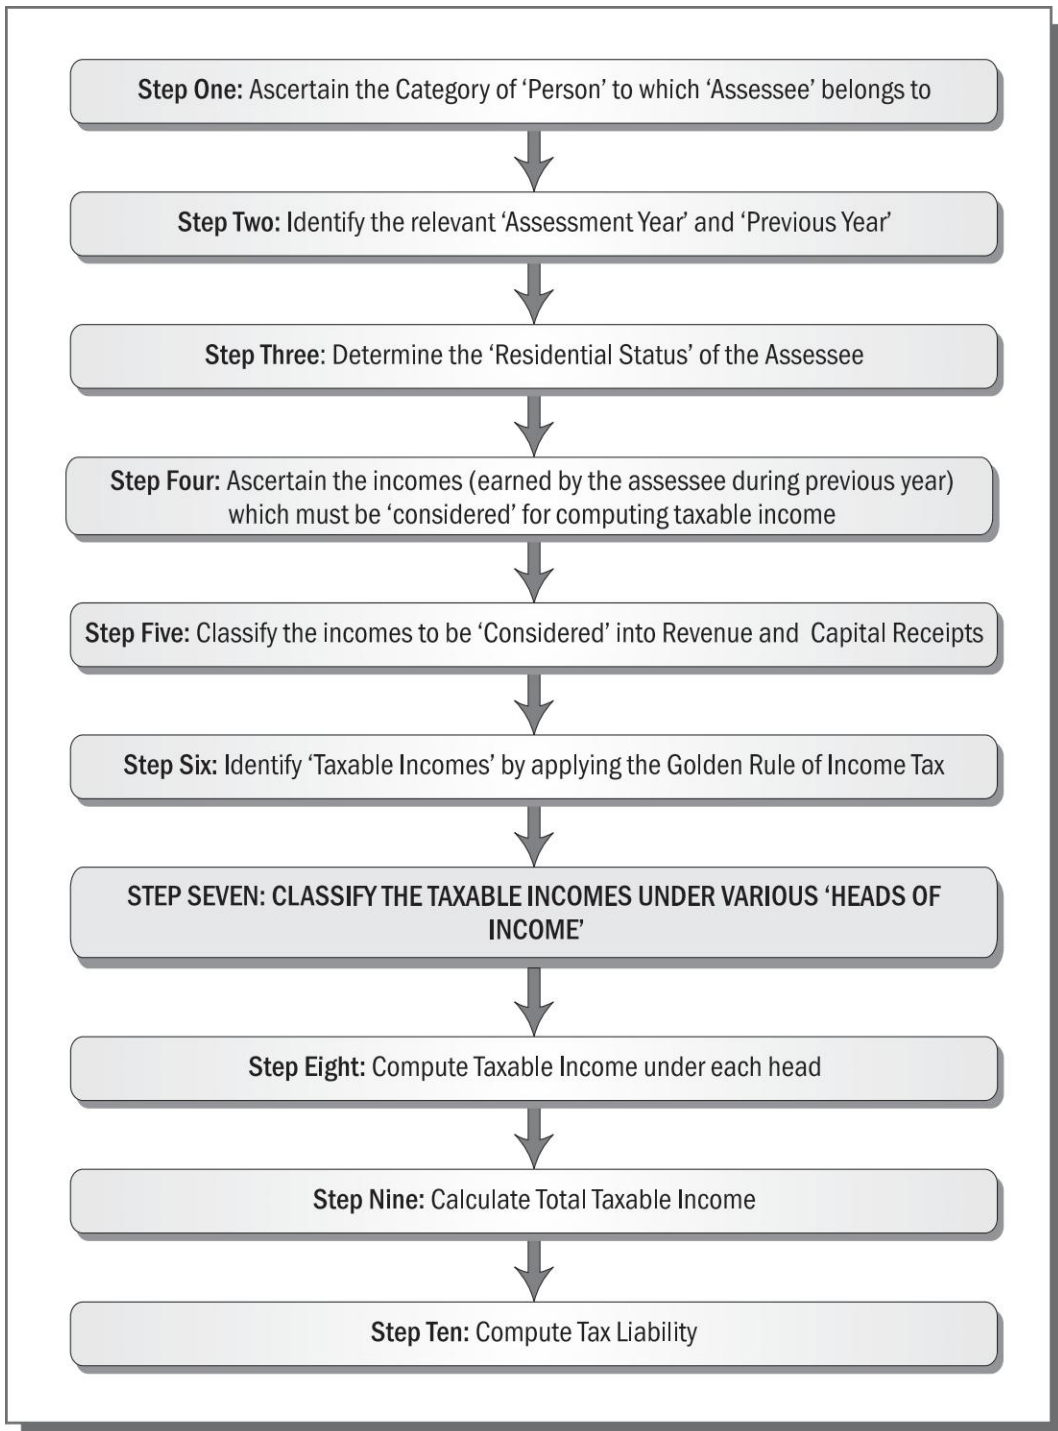 Step One: Ascertain the Category of ‘Person’ to which ‘Assessee’ belongs to
Step Two: Identify the relevant ‘Assessment Year’ and ‘Previous Year’
Step Three: Determine the ‘Residential Status’ of the Assessee
Step Four: Ascertain the incomes (earned by the assessee during previous year)
which must be ‘considered’ for computing taxable income
Step Five: Classify the incomes to be ‘Considered’ into Revenue and Capital Receipts
Step Six: Identify ‘Taxable Incomes’ by applying the Golden Rule of Income Tax
STEP SEVEN: CLASSIFY THE TAXABLE INCOMES UNDER VARIOUS ‘HEADS OF
INCOME’
Step Eight: Compute Taxable Income under each head
Step Nine: Calculate Total Taxable Income
Step Ten: Compute Tax Liability